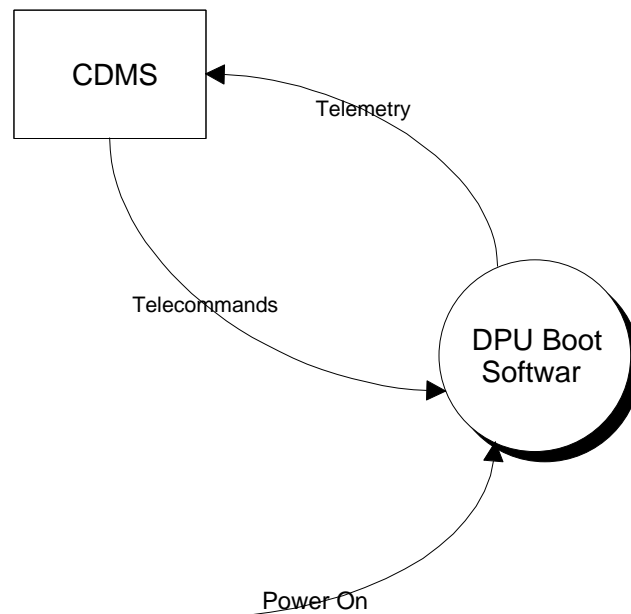 CDMS
Telemetry
Telecommands
DPU Boot
Softwar
Power On